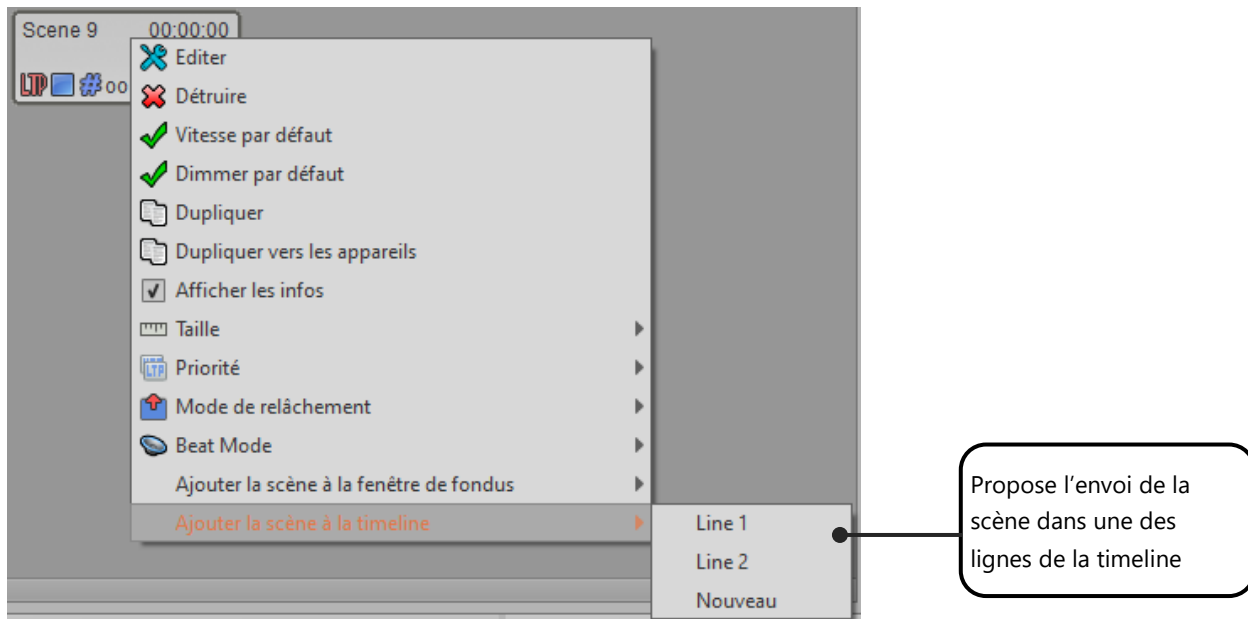 Scene 9 00:00:00
LTP # oo
Editer
Détruire
Vitesse par défaut
Dimmer par défaut
Dupliquer
Dupliquer vers les appareils
Afficher les infos
Taille
LTP Priorité
Mode de relâchement
Beat Mode
Ajouter la scène à la fenêtre de fondus
Ajouter la scène à la timeline
Line 1
Line 2
Nouveau
Propose l’envoi de la
scène dans une des
lignes de la timeline